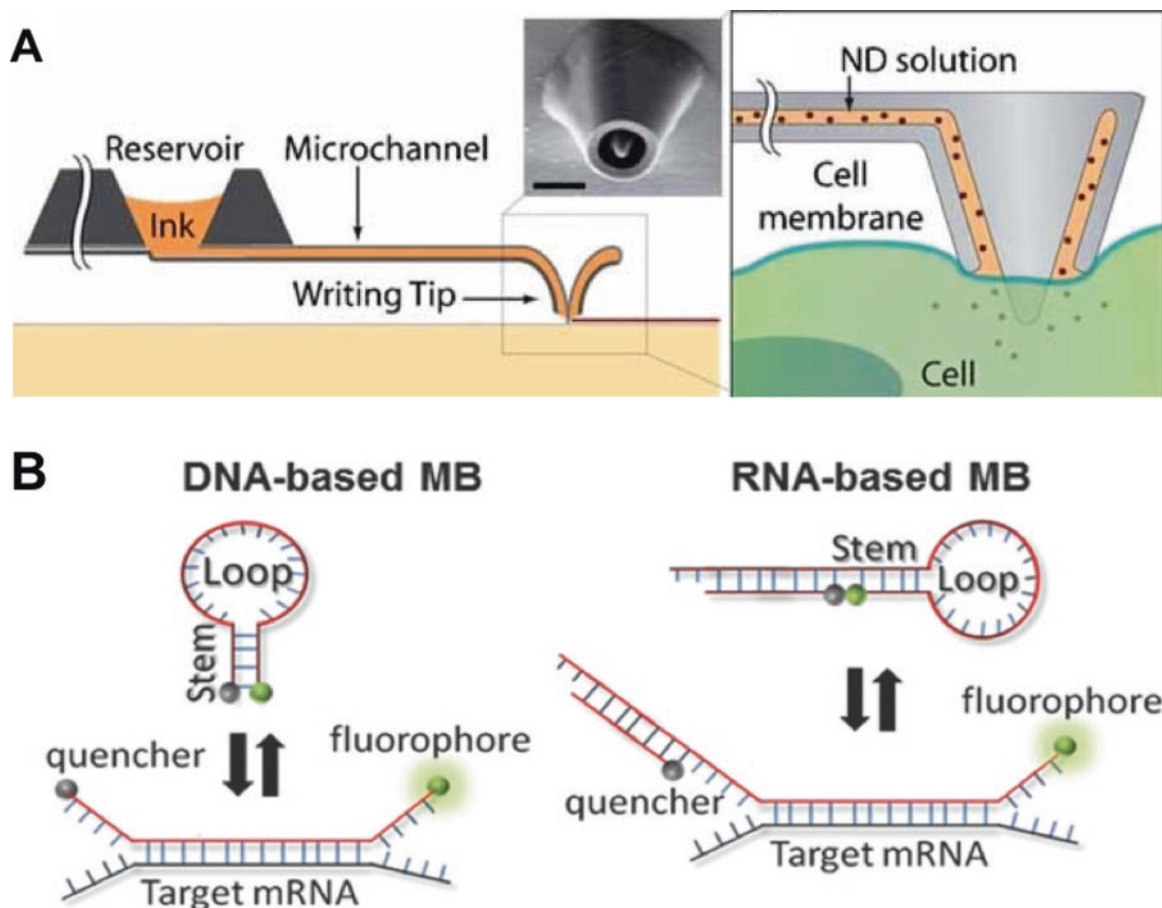 A
Reservoir
Microchannel
Ink
Writing Tip
ND solution
Cell
membrane
Cell
B
DNA-based MB
RNA-based MB
Loop
Stem
quencher
fluorophore
Target mRNA
Stem
Loop
fluorophore
quencher
Target mRNA